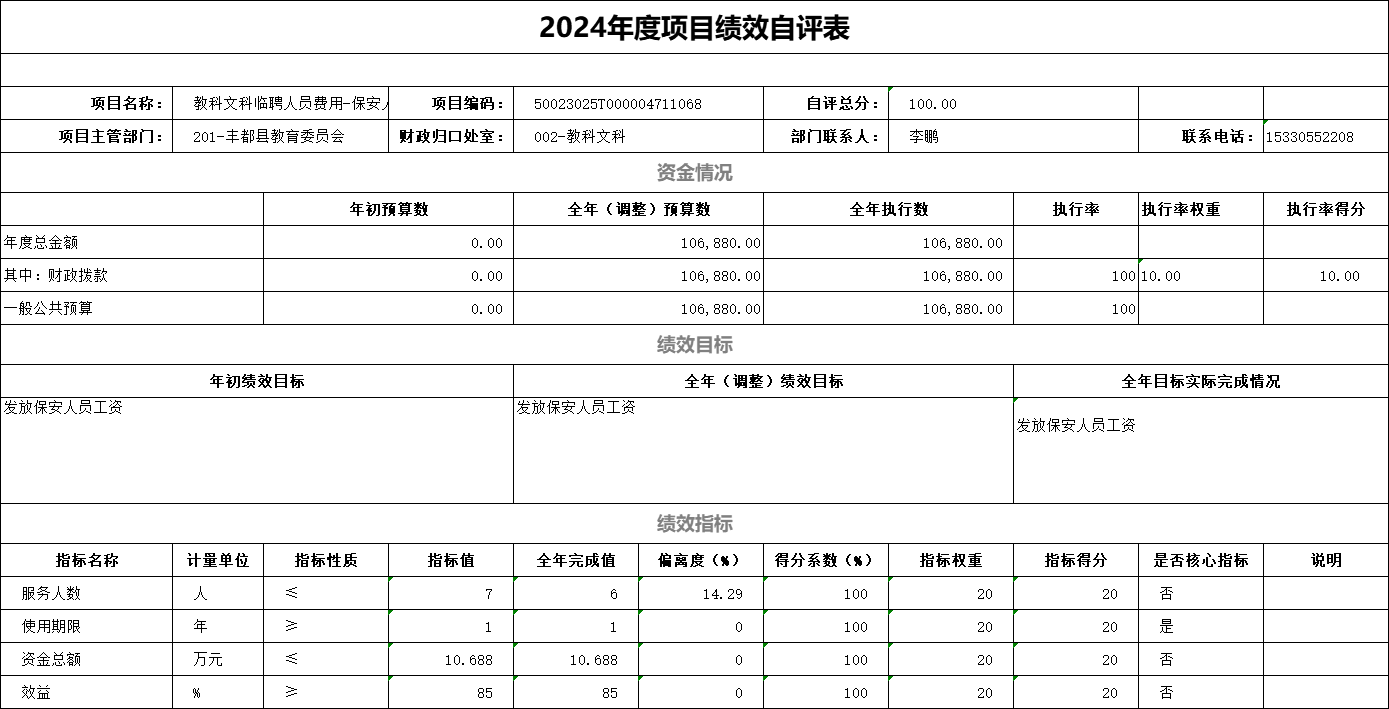 2024年度项目绩效自评表
项目名称： 教科文科临聘人员费用-保安 项目编码： 50023025T000004711068 自评总分： 100.00
项目主管部门： 201-丰都县教育委员会 财政归口处室： 002-教科文科 部门联系人： 李鹏 联系电话： 15330552208
资金情况
年初预算数 全年（调整）预算数 全年执行数 执行率 执行率权重 执行率得分
年度总金额 0.00 106,880.00 106,880.00
其中：财政拨款 0.00 106,880.00 106,880.00 100 10.00 10.00
一般公共预算 0.00 106,880.00 106,880.00 100
绩效目标
年初绩效目标 全年（调整）绩效目标 全年目标实际完成情况
发放保安人员工资 发放保安人员工资 发放保安人员工资
绩效指标
指标名称 计量单位 指标性质 指标值 全年完成值 偏离度（%） 得分系数（%） 指标权重 指标得分 是否核心指标 说明
服务人数 人 ≤ 7 6 14.29 100 20 20 否
使用期限 年 ≥ 1 1 0 100 20 20 是
资金总额 万元 ≤ 10.688 10.688 0 100 20 20 否
效益 % ≥ 85 85 0 100 20 20 否